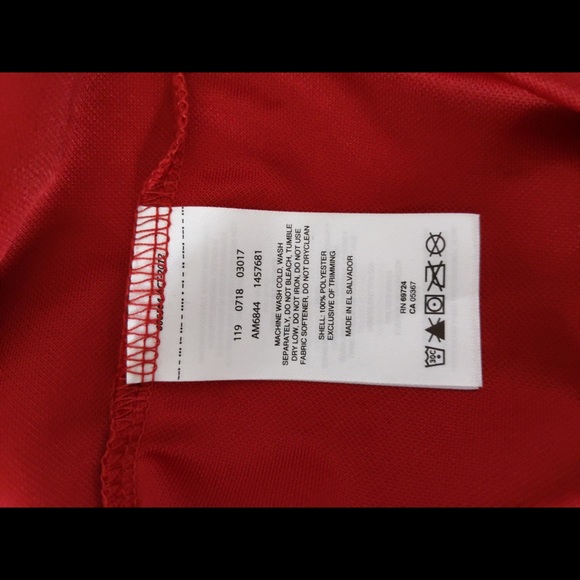 119 0718 03017
AM6844 1457681
MACHINE WASH COLD. WASH
SEPARATELY, DO NOT BLEACH, TUMBLE
DRY LOW, DO NOT IRON, DO NOT USE
FABRIC SOFTENER, DO NOT DRYCLEAN
SHELL: 100% POLYESTER
EXCLUSIVE OF TRIMMING
MADE IN EL SALVADOR
RN 69724
CA 05367
30C